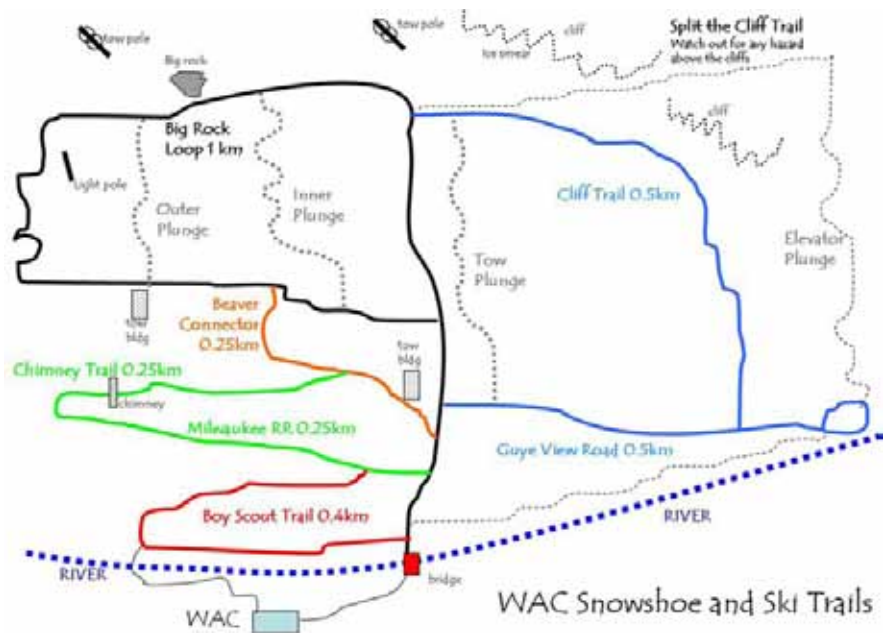 tow pole
tow pole
cliff
Ice smear
Split the Cliff Trail
Watch out for any hazard
above the cliffs
Big rock
cliff
Big Rock
Loop 1 km
Light pole
Outer
Plunge
Inner
Plunge
Cliff Trail 0.5km
Tow
Plunge
Elevator
Plunge
Beaver
Connector
0.25km
tow
bldg
tow
bldg
Chimney Trail 0.25km
chimney
Milwaukee RR 0.25km
Guye View Road 0.5km
Boy Scout Trail 0.4km
RIVER
RIVER
bridge
WAC
WAC Snowshoe and Ski Trails